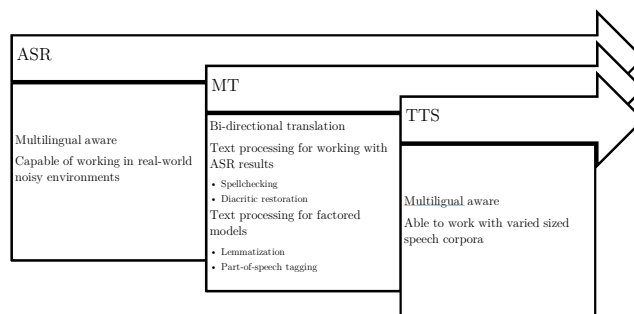 ASR
Multilingual aware
Capable of working in real-world
noisy environments
MT
Bi-directional translation
Text processing for working with
ASR results
• Spellchecking
• Diacritic restoration
Text processing for factored
models
• Lemmatization
• Part-of-speech tagging
TTS
Multiligual aware
Able to work with varied sized
speech corpora